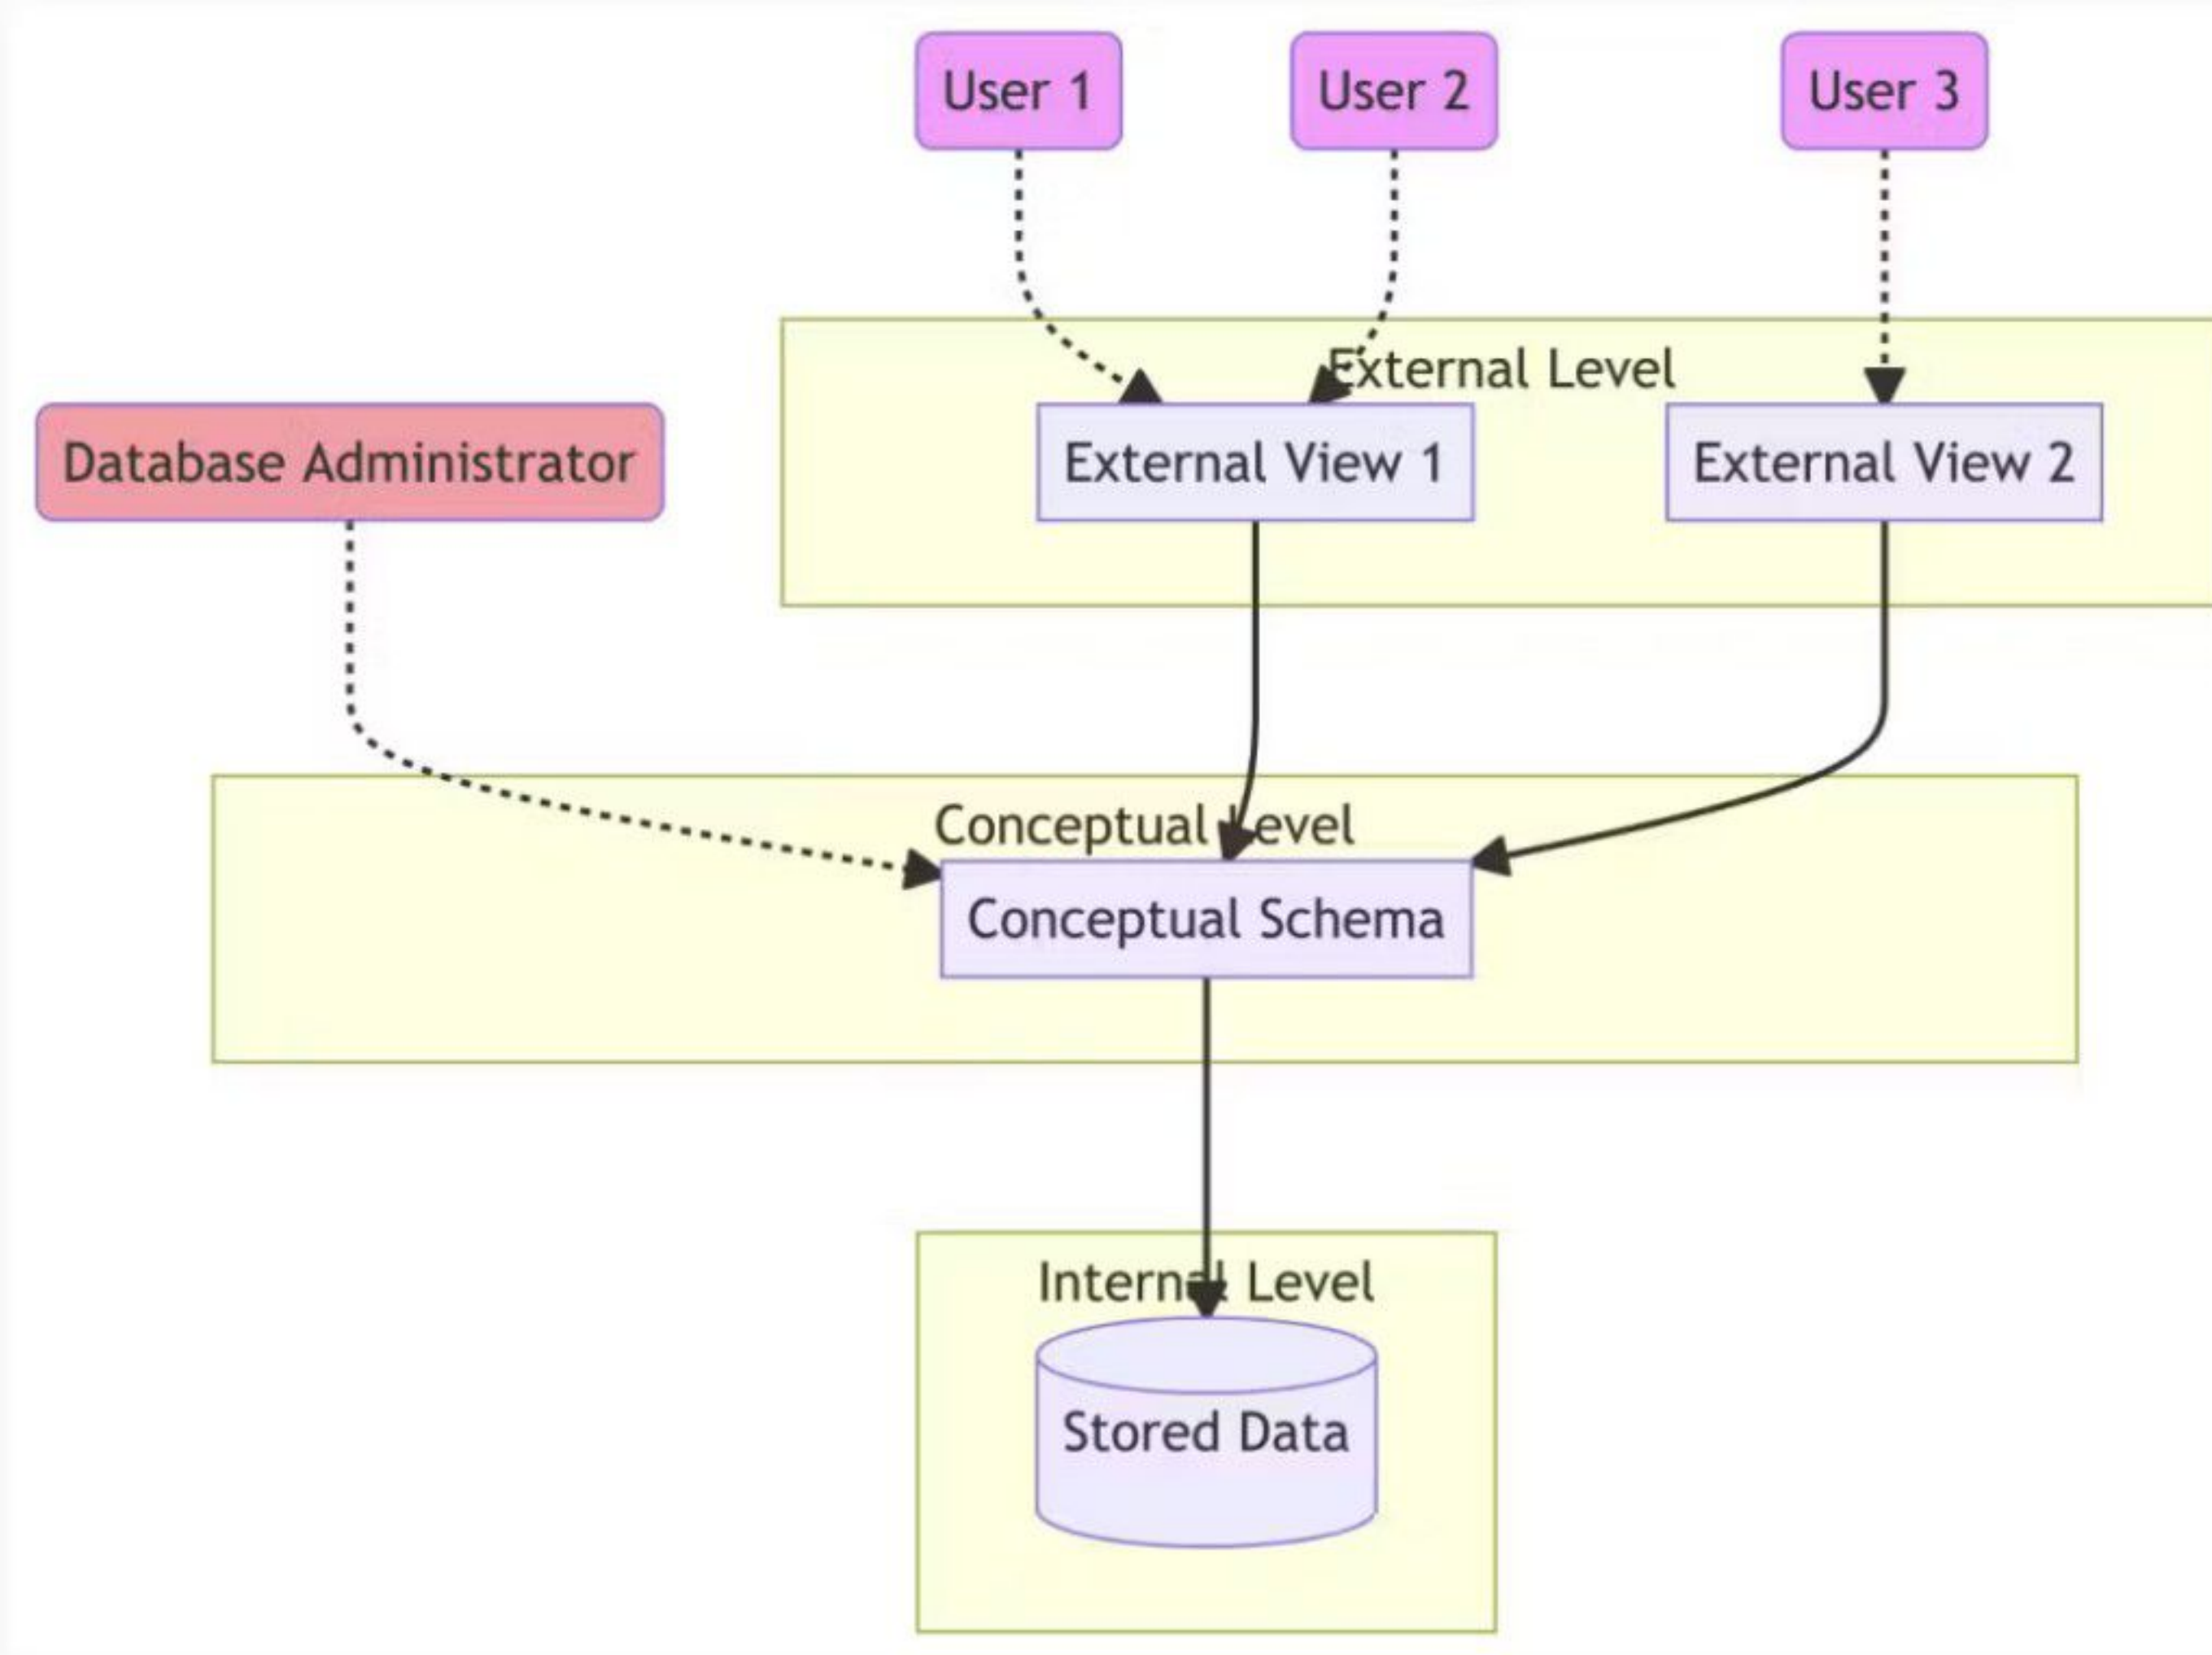 User 1
User 2
User 3
External Level
Database Administrator
External View 1
External View 2
Conceptual Level
Conceptual Schema
Internal Level
Stored Data